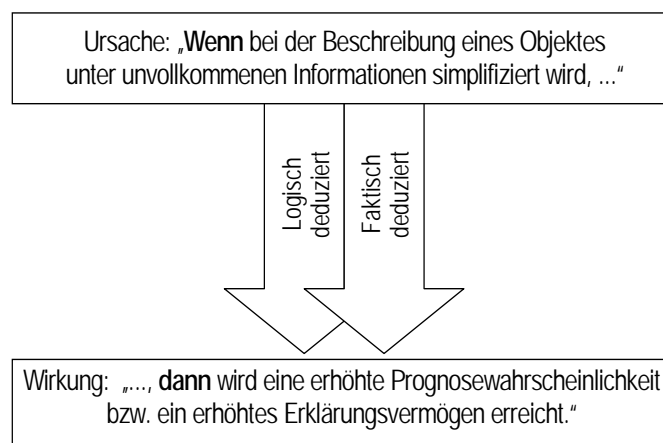 Ursache: „Wenn bei der Beschreibung eines Objektes
unter unvollkommenen Informationen simplifiziert wird, ...“
Logisch
deduziert
Faktisch
deduziert
Wirkung: „..., dann wird eine erhöhte Prognosewahrscheinlichkeit
bzw. ein erhöhtes Erklärungsvermögen erreicht.“